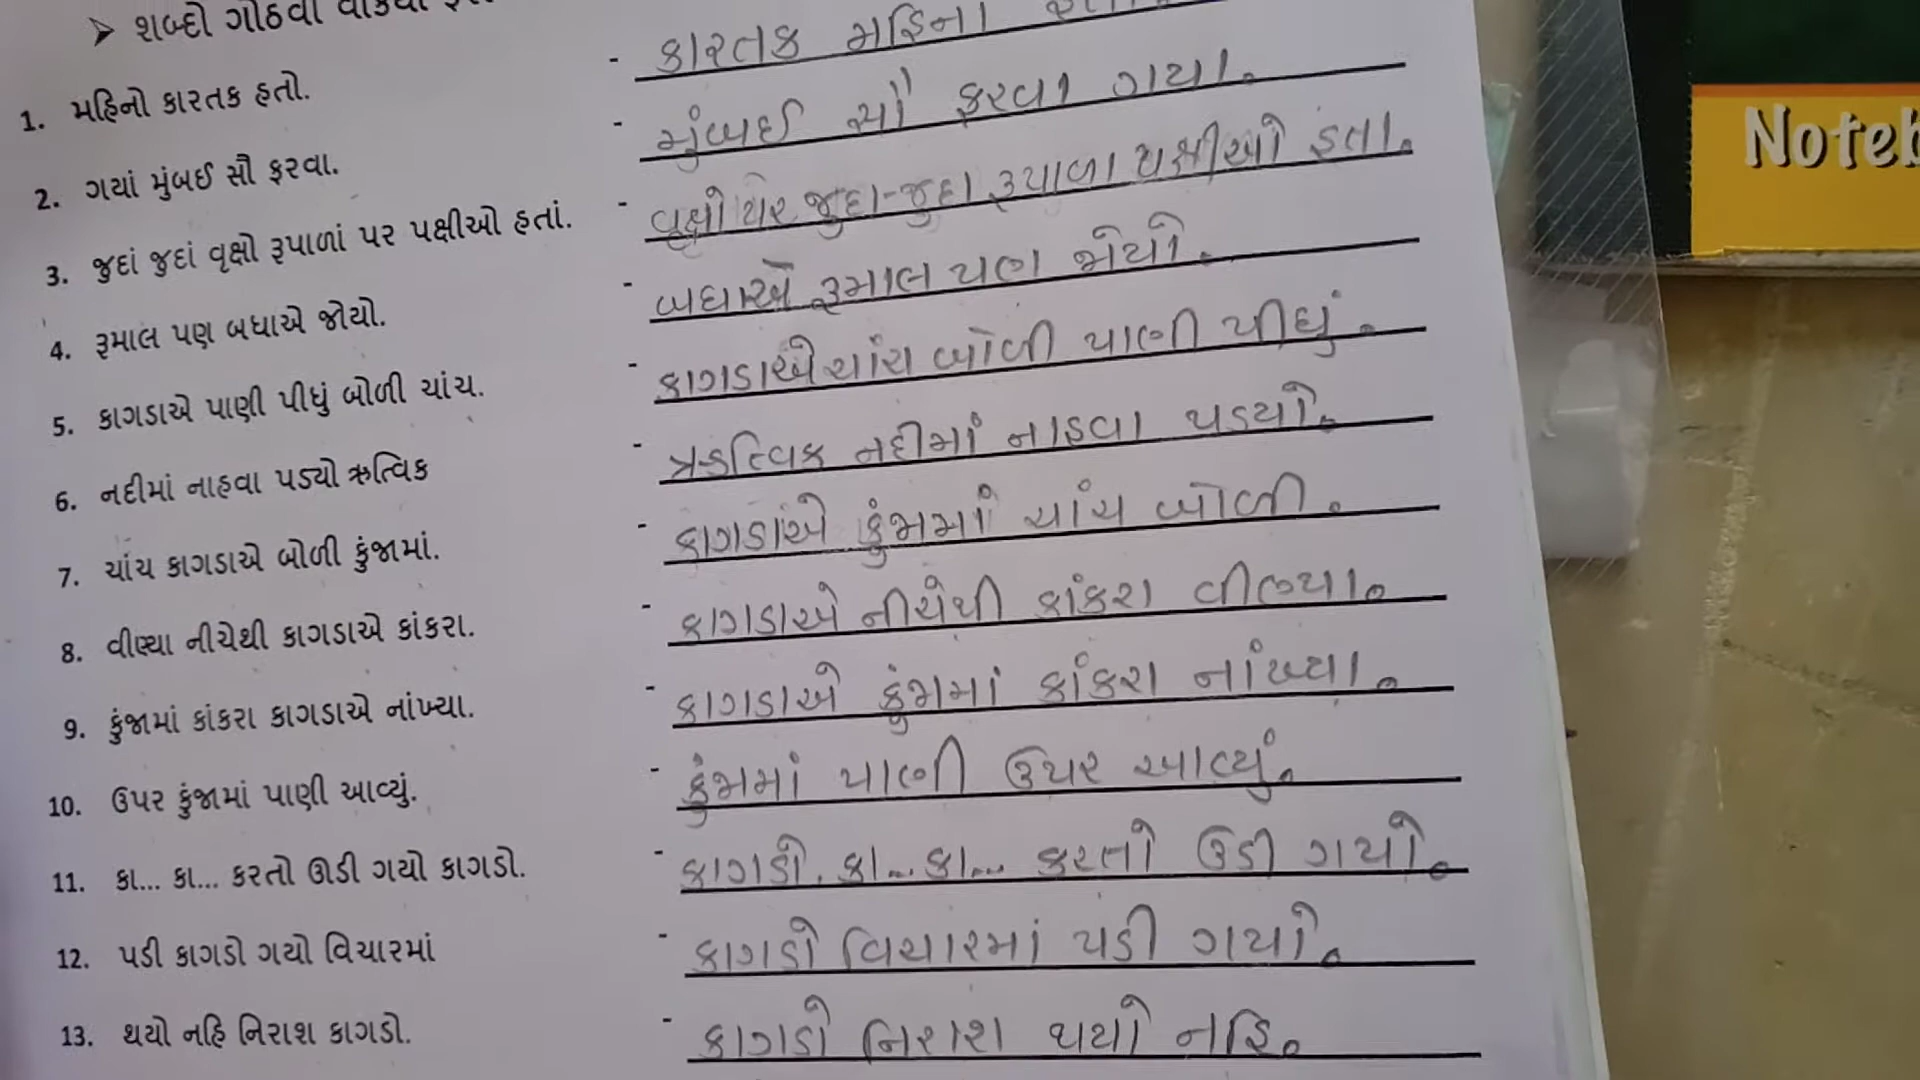 ➤ શબ્દો ગોઠવી
કારતક મહિનો
1. મહિનો કારતક હતો.
- મુંબઈ સૌ ફરવા ગયા.
2. ગયાં મુંબઈ સૌ ફરવા.
- વૃક્ષો પર જુદા-જુદા રૂપાળા પક્ષીઓ હતા.
3. જુદાં જુદાં વૃક્ષો રૂપાળાં પર પક્ષીઓ હતાં.
- બધાએ રૂમાલ પણ જોયો.
4. રૂમાલ પણ બધાએ જોયો.
- કાગડાએ ચાંચ બોળી પાણી પીધું.
5. કાગડાએ પાણી પીધું બોળી ચાંચ.
- ઋત્વિક નદીમાં નાહવા પડયો.
6. નદીમાં નાહવા પડ્યો ઋત્વિક
- કાગડાએ કુંજામાં ચાંચ બોળી.
7. ચાંચ કાગડાએ બોળી કુંજામાં.
- કાગડાએ નીચેથી કાંકરા વીણ્યા.
8. વીણ્યા નીચેથી કાગડાએ કાંકરા.
- કાગડાએ કુંજામાં કાંકરા નાંખ્યા.
9. કુંજામાં કાંકરા કાગડાએ નાંખ્યા.
- કુંજામાં પાણી ઉપર આવ્યું.
10. ઉપર કુંજામાં પાણી આવ્યું.
- કાગડો. કા...કા... કરતો ઉડી ગયો.
11. કા... કા... કરતો ઊડી ગયો કાગડો.
- કાગડો વિચારમાં પડી ગયો.
12. પડી કાગડો ગયો વિચારમાં
- કાગડો નિરાશ થયો નહિ.
13. થયો નહિ નિરાશ કાગડો.